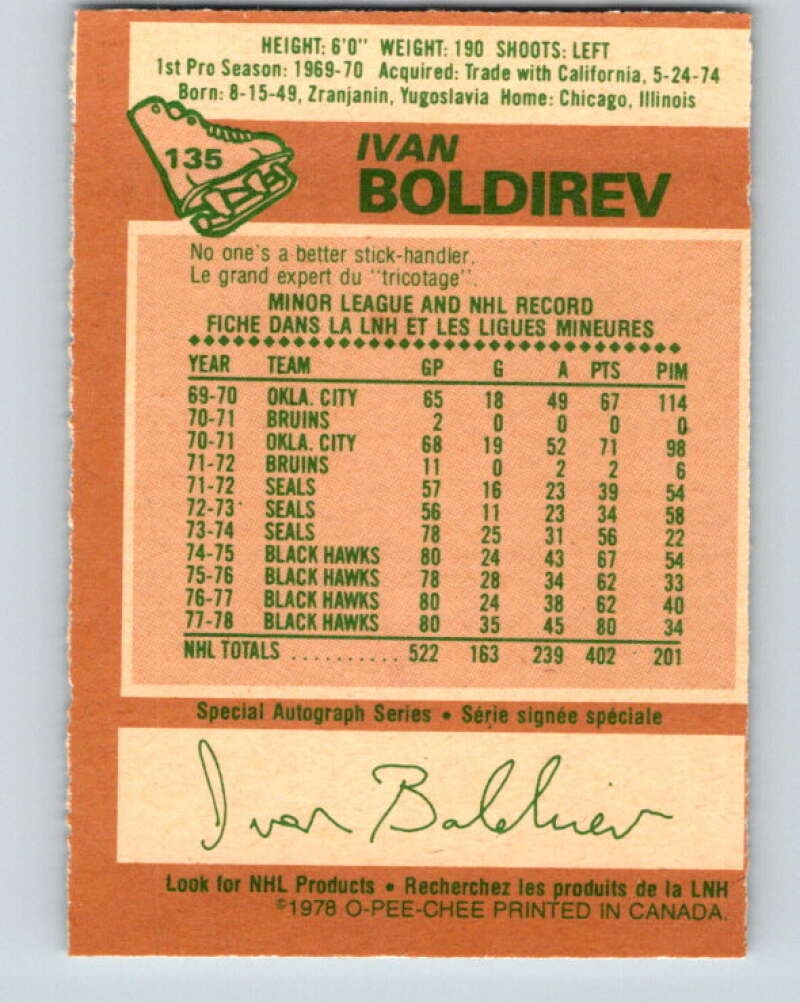 HEIGHT: 6'0" WEIGHT: 190 SHOOTS: LEFT
1st Pro Season: 1969-70 Acquired: Trade with California, 5-24-74
Born: 8-15-49, Zranjanin, Yugoslavia Home: Chicago, Illinois
135
IVAN
BOLDIREV
No one's a better stick-handler.
Le grand expert du "tricotage".
MINOR LEAGUE AND NHL RECORD
FICHE DANS LA LNH ET LES LIGUES MINEURES
YEAR TEAM GP G A PTS PIM
69-70 OKLA. CITY 65 18 49 67 114
70-71 BRUINS 2 0 0 0 0
70-71 OKLA. CITY 68 19 52 71 98
71-72 BRUINS 11 0 2 2 6
71-72 SEALS 57 16 23 39 54
72-73 SEALS 56 11 23 34 58
73-74 SEALS 78 25 31 56 22
74-75 BLACK HAWKS 80 24 43 67 54
75-76 BLACK HAWKS 78 28 34 62 33
76-77 BLACK HAWKS 80 24 38 62 40
77-78 BLACK HAWKS 80 35 45 80 34
NHL TOTALS .......... 522 163 239 402 201
Special Autograph Series • Série signée spéciale
Ivan Boldirev
Look for NHL Products • Recherchez les produits de la LNH
©1978 O-PEE-CHEE PRINTED IN CANADA.